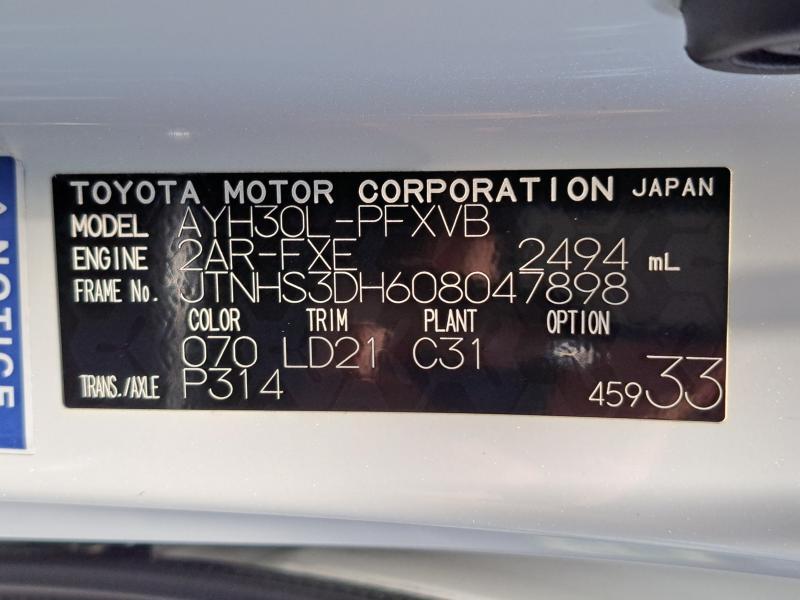 TOYOTA MOTOR CORPORATION JAPAN
MODEL AYH30L-PFXVB
ENGINE 2AR-FXE 2494 mL
FRAME No. JTNHS3DH608047898
COLOR TRIM PLANT OPTION
070 LD21 C31
TRANS./AXLE P314 45933
NOTICE